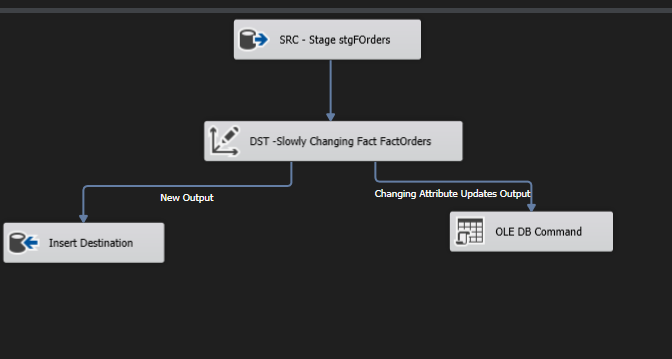 SRC - Stage stgFOrders
DST -Slowly Changing Fact FactOrders
New Output
Changing Attribute Updates Output
Insert Destination
OLE DB Command